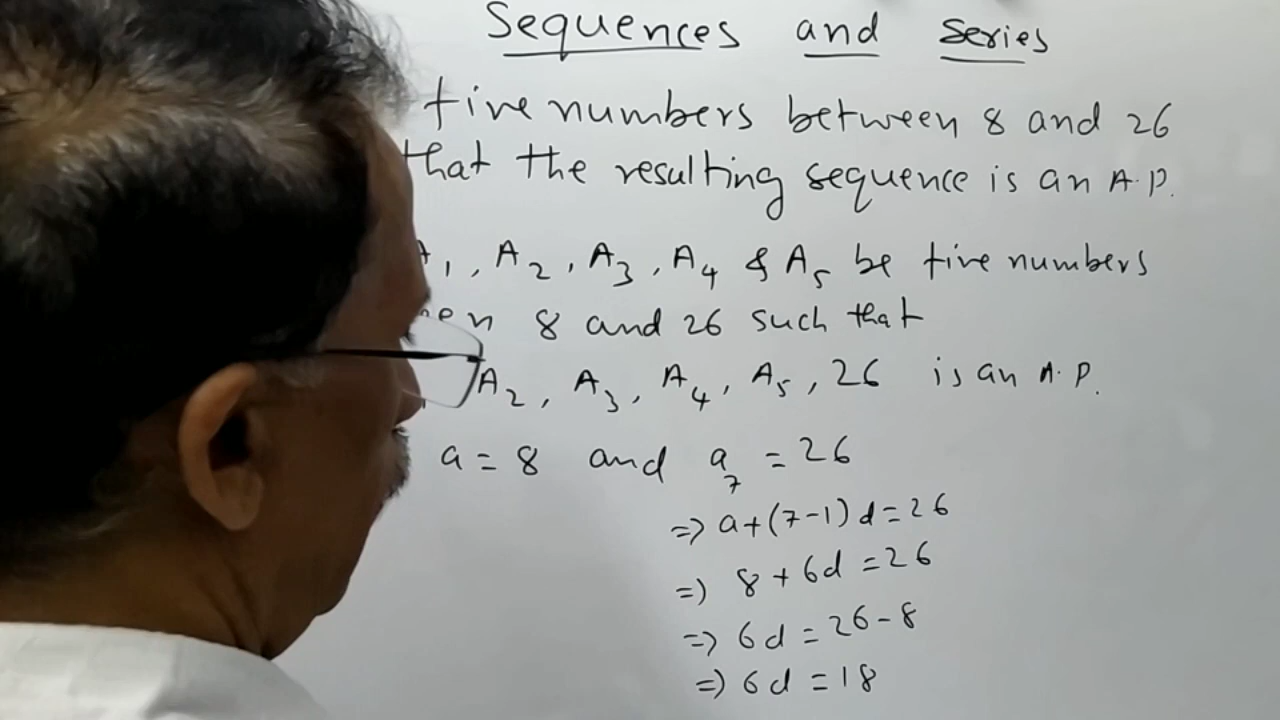 Sequences and Series
five numbers between 8 and 26
that the resulting sequence is an A.P.
A₁, A₂, A₃, A₄ & A₅ be five numbers
8 and 26 such that
A₂, A₃, A₄, A₅, 26 is an A.P.
a = 8 and a₇ = 26
=> a+(7-1)d=26
=> 8+6d=26
=> 6d=26-8
=> 6d=18